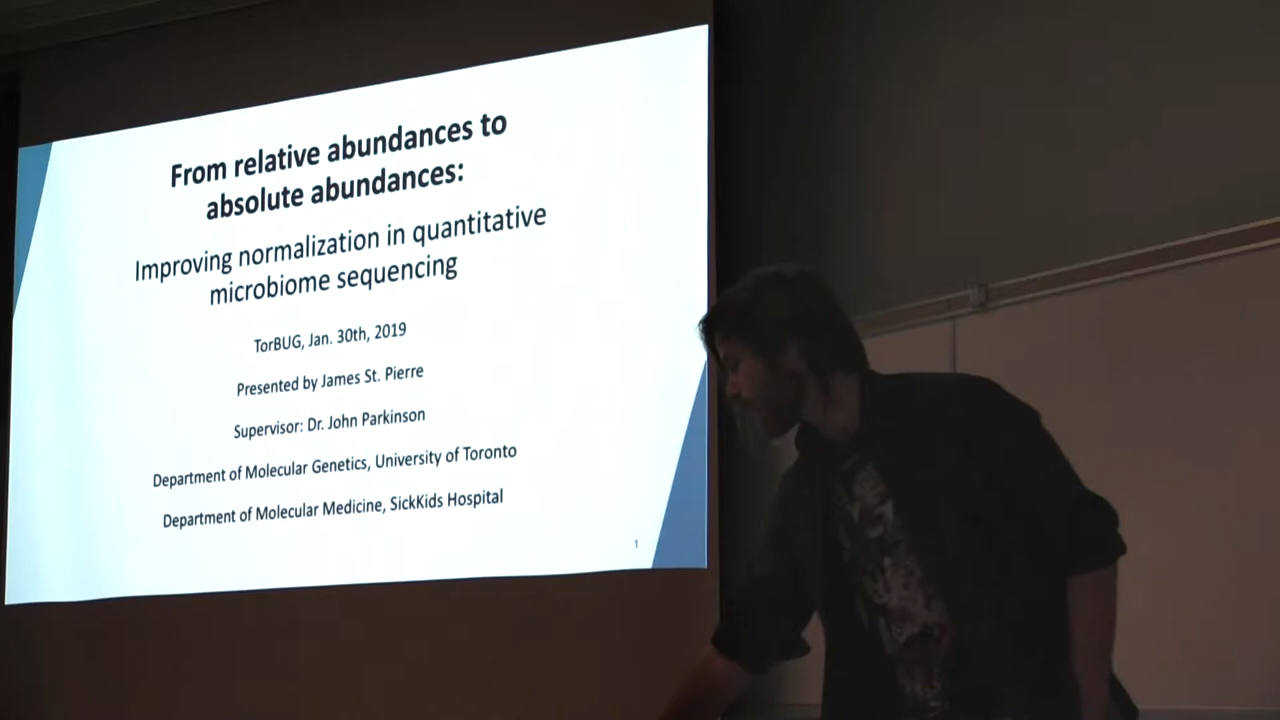 From relative abundances to
absolute abundances:
Improving normalization in quantitative
microbiome sequencing
TorBUG, Jan. 30th, 2019
Presented by James St. Pierre
Supervisor: Dr. John Parkinson
Department of Molecular Genetics, University of Toronto
Department of Molecular Medicine, SickKids Hospital
1